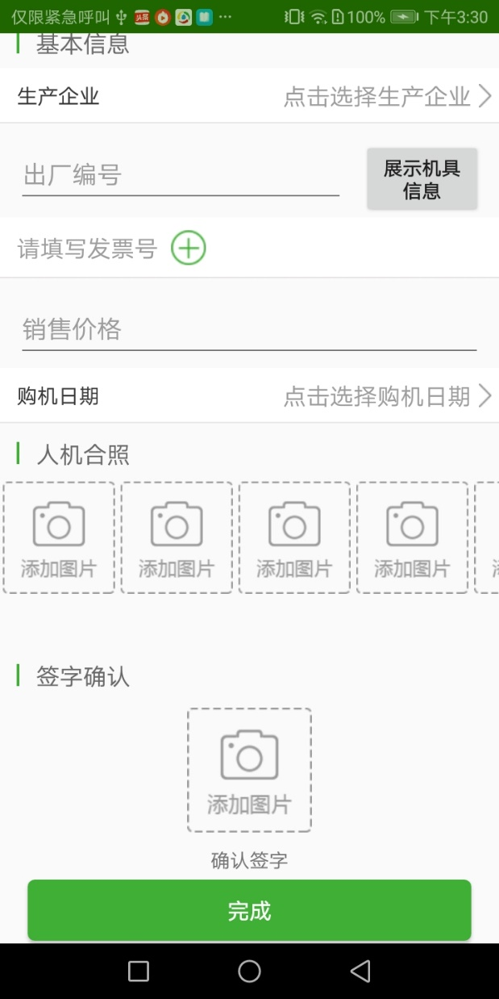 仅限紧急呼叫 头条 ··· 100% 下午3:30
基本信息
生产企业 点击选择生产企业
出厂编号 展示机具
信息
请填写发票号
销售价格
购机日期 点击选择购机日期
人机合照
添加图片 添加图片 添加图片 添加图片
签字确认
添加图片
确认签字
完成